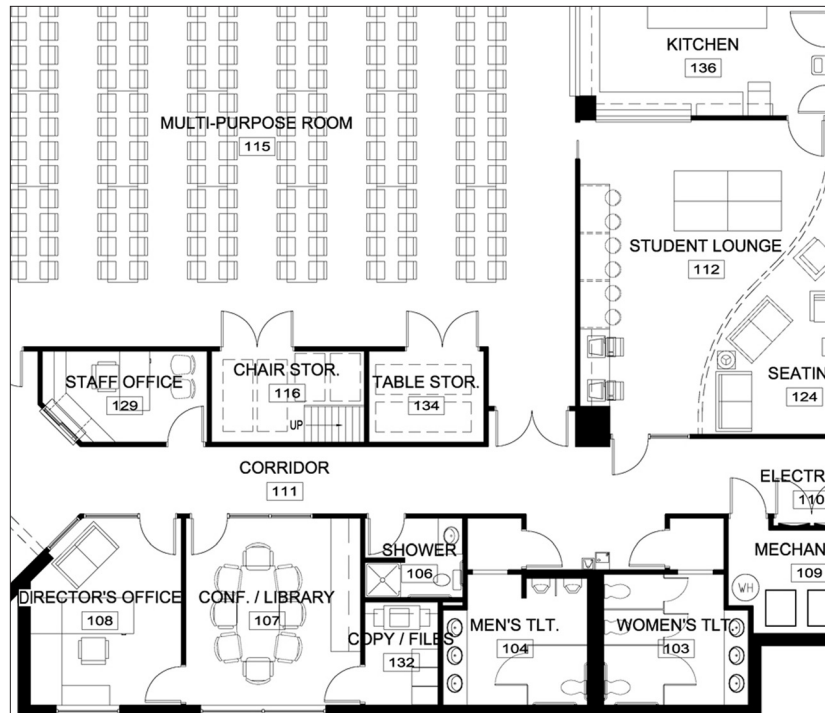 KITCHEN
136
MULTI-PURPOSE ROOM
115
STUDENT LOUNGE
112
STAFF OFFICE
129
CHAIR STOR.
116
UP
TABLE STOR.
134
SEATIN
124
CORRIDOR
111
ELECTR
110
SHOWER
106
MECHAN
109
WH
DIRECTOR'S OFFICE
108
CONF. / LIBRARY
107
COPY / FILES
132
MEN'S TLT.
104
WOMEN'S TLT.
103